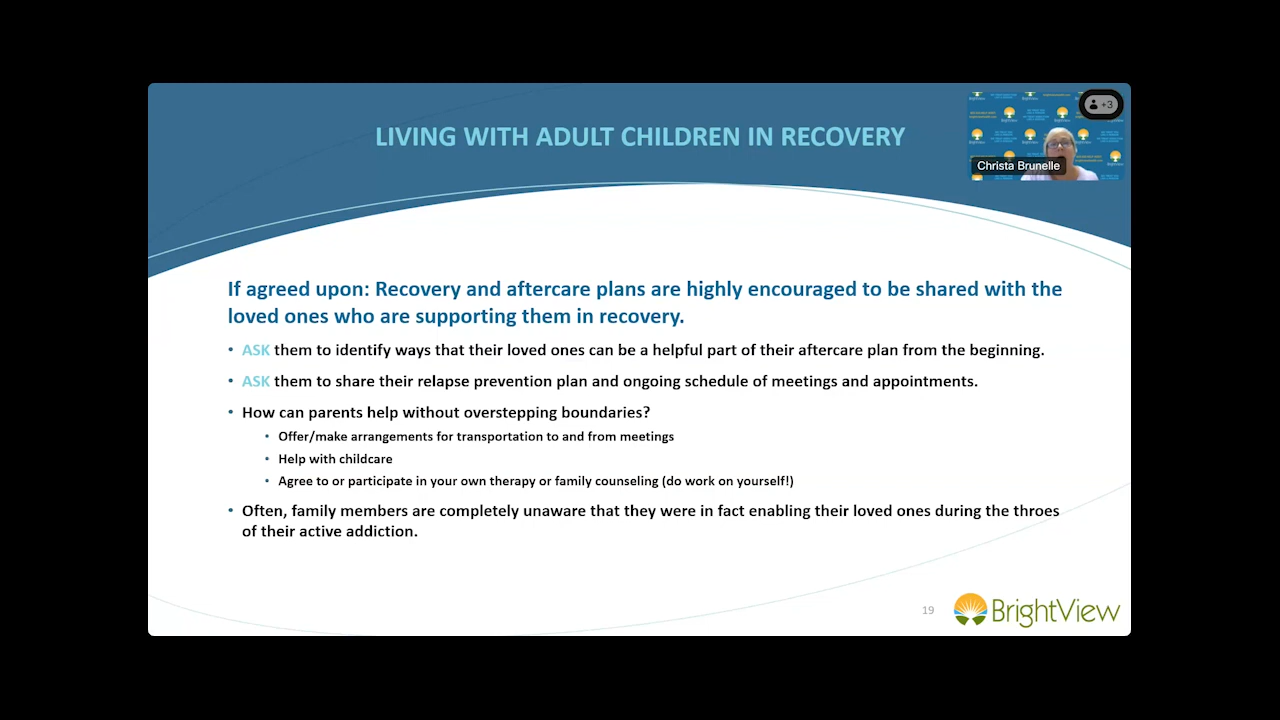 LIVING WITH ADULT CHILDREN IN RECOVERY
+3
Christa Brunelle
If agreed upon: Recovery and aftercare plans are highly encouraged to be shared with the
loved ones who are supporting them in recovery.
• ASK them to identify ways that their loved ones can be a helpful part of their aftercare plan from the beginning.
• ASK them to share their relapse prevention plan and ongoing schedule of meetings and appointments.
• How can parents help without overstepping boundaries?
• Offer/make arrangements for transportation to and from meetings
• Help with childcare
• Agree to or participate in your own therapy or family counseling (do work on yourself!)
• Often, family members are completely unaware that they were in fact enabling their loved ones during the throes
of their active addiction.
19
BrightView